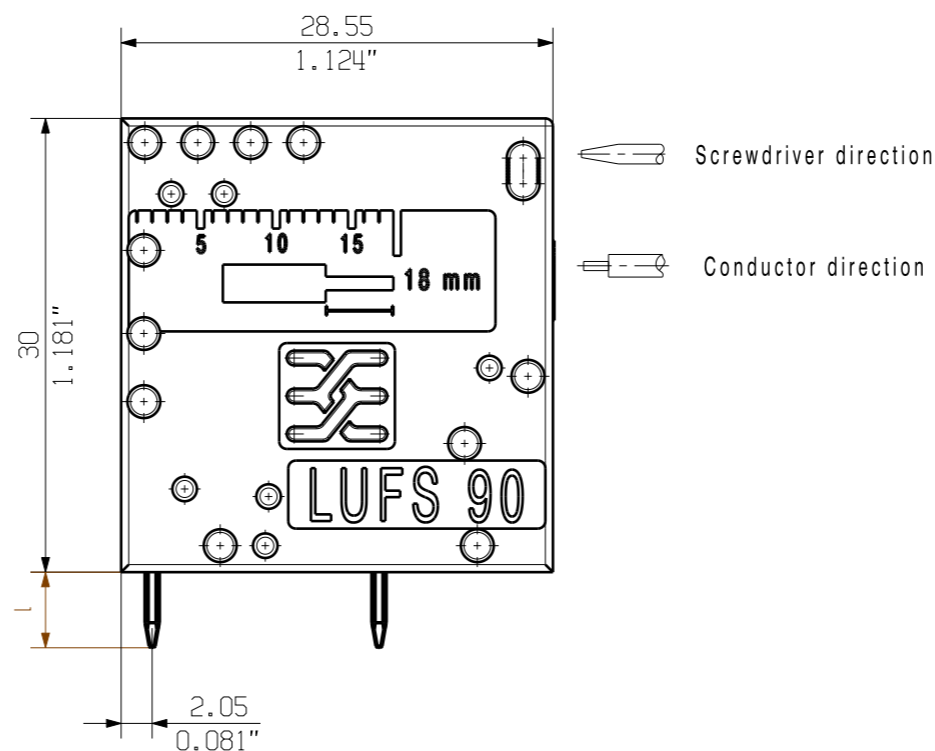 28.55
1.124"
Screwdriver direction
5 10 15
18 mm
Conductor direction
30
1.181"
LUFS 90
l
2.05
0.081"